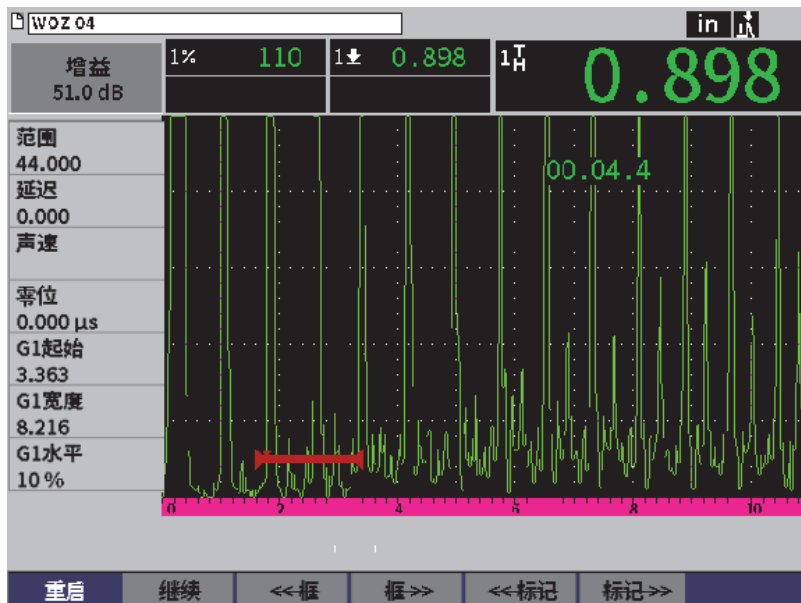 WOZ 04
in
增益
51.0 dB
1% 110
1 0.898
1 T H 0.898
00.04.4
范围
44.000
延迟
0.000
声速
零位
0.000 µs
G1起始
3.363
G1宽度
8.216
G1水平
10 %
0 2 4 6 8 10
重启 继续 <<框 框>> <<标记 标记>>